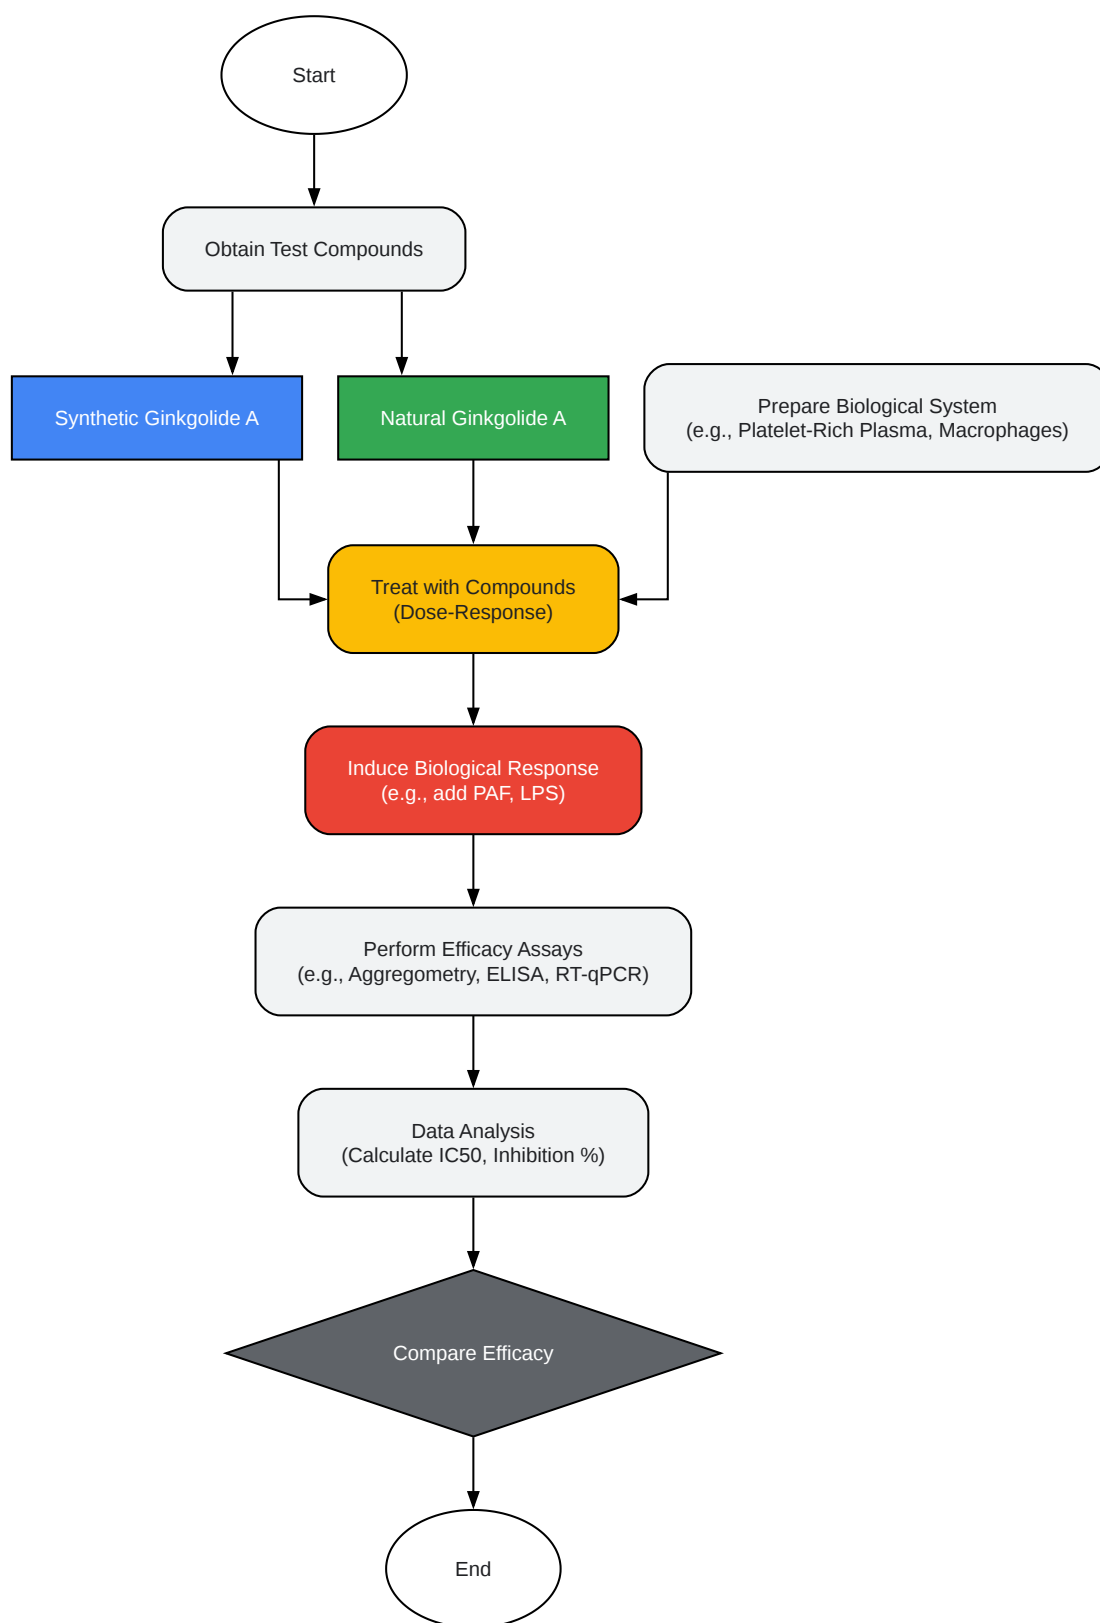 Start
Obtain Test Compounds
Synthetic Ginkgolide A
Natural Ginkgolide A
Prepare Biological System
(e.g., Platelet-Rich Plasma, Macrophages)
Treat with Compounds
(Dose-Response)
Induce Biological Response
(e.g., add PAF, LPS)
Perform Efficacy Assays
(e.g., Aggregometry, ELISA, RT-qPCR)
Data Analysis
(Calculate IC50, Inhibition %)
Compare Efficacy
End